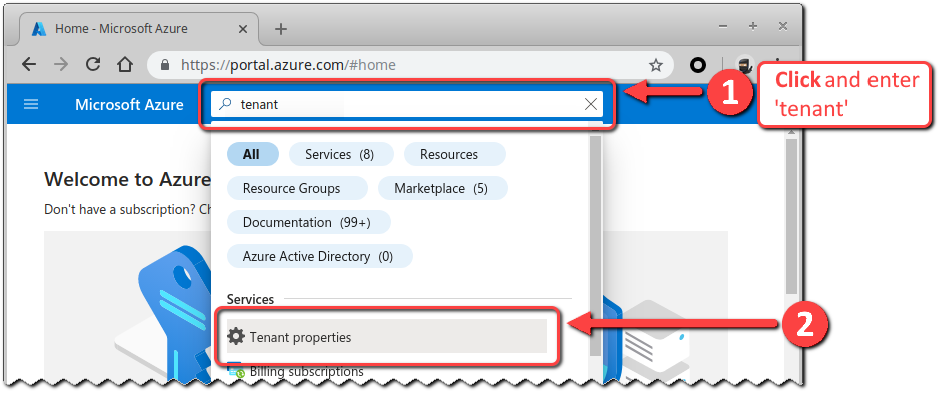 Home - Microsoft Azure
https://portal.azure.com/#home
Microsoft Azure
tenant
1
Click and enter
'tenant'
All
Services (8)
Resources
Resource Groups
Marketplace (5)
Documentation (99+)
Azure Active Directory (0)
Welcome to Azure
Don't have a subscription? Ch
Services
Tenant properties
2
Billing subscriptions